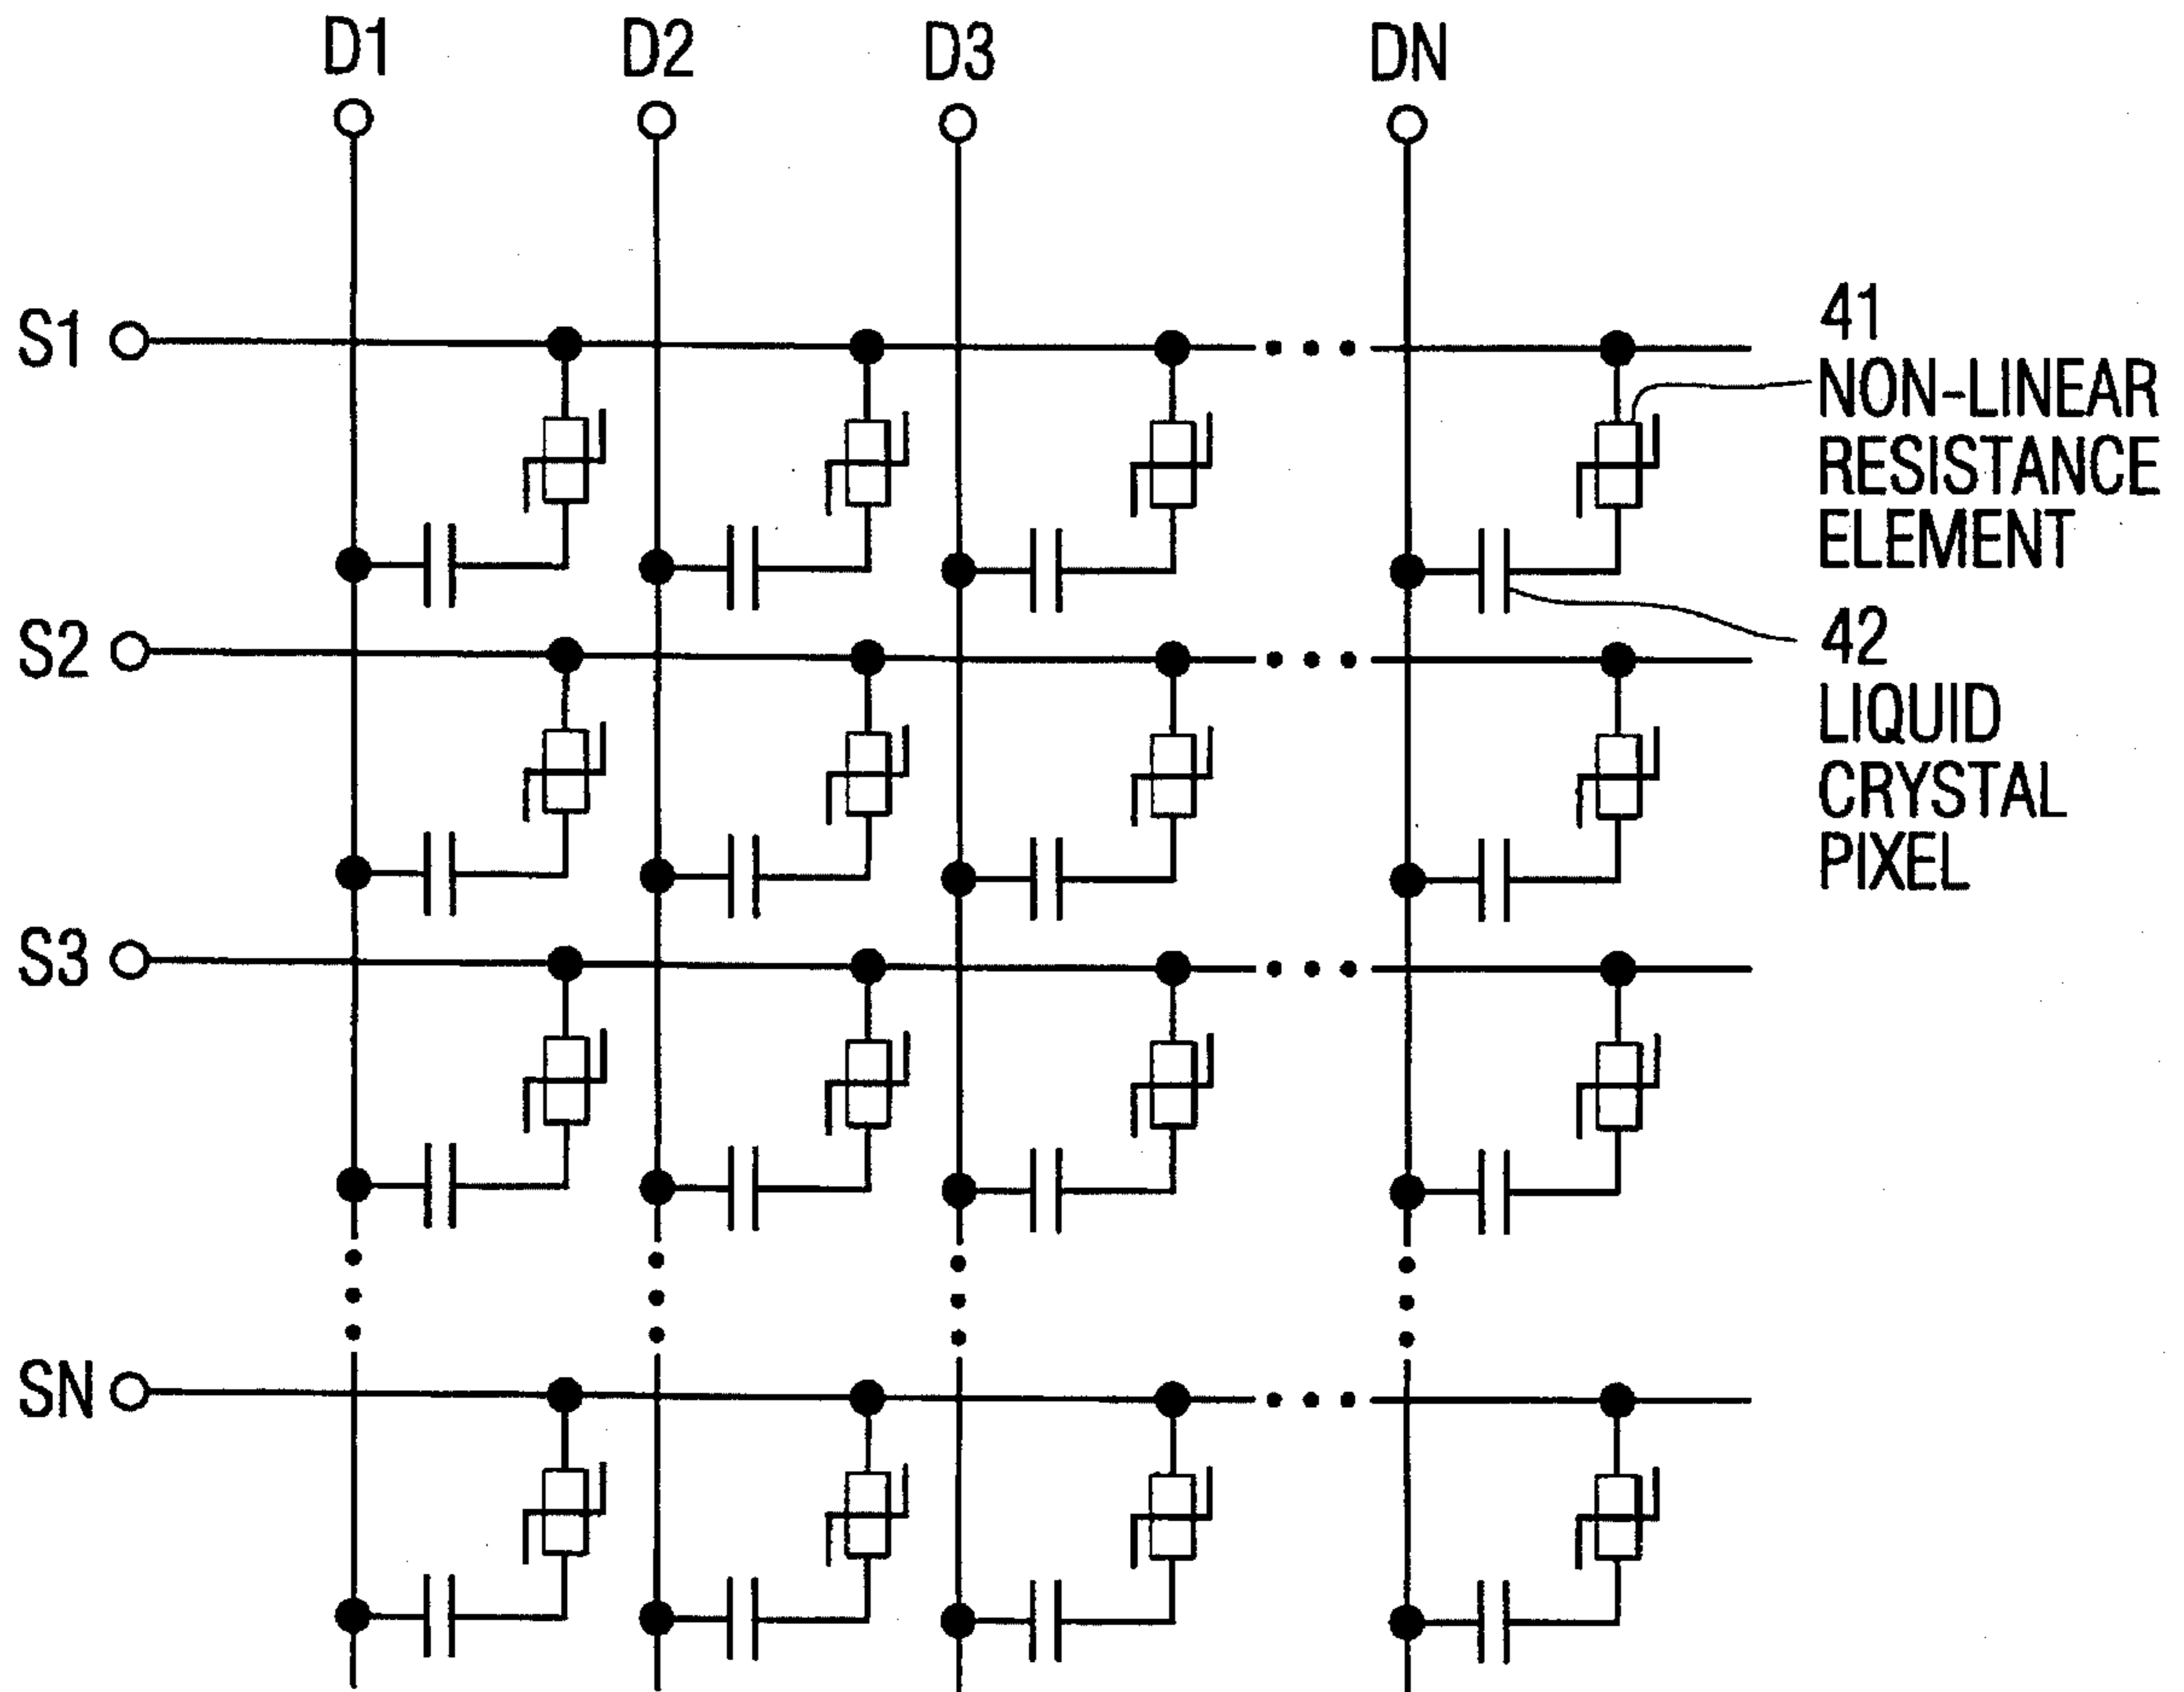 D1 D2 D3 DN
S1
41
NON-LINEAR
RESISTANCE
ELEMENT
S2
42
LIQUID
CRYSTAL
PIXEL
S3
SN